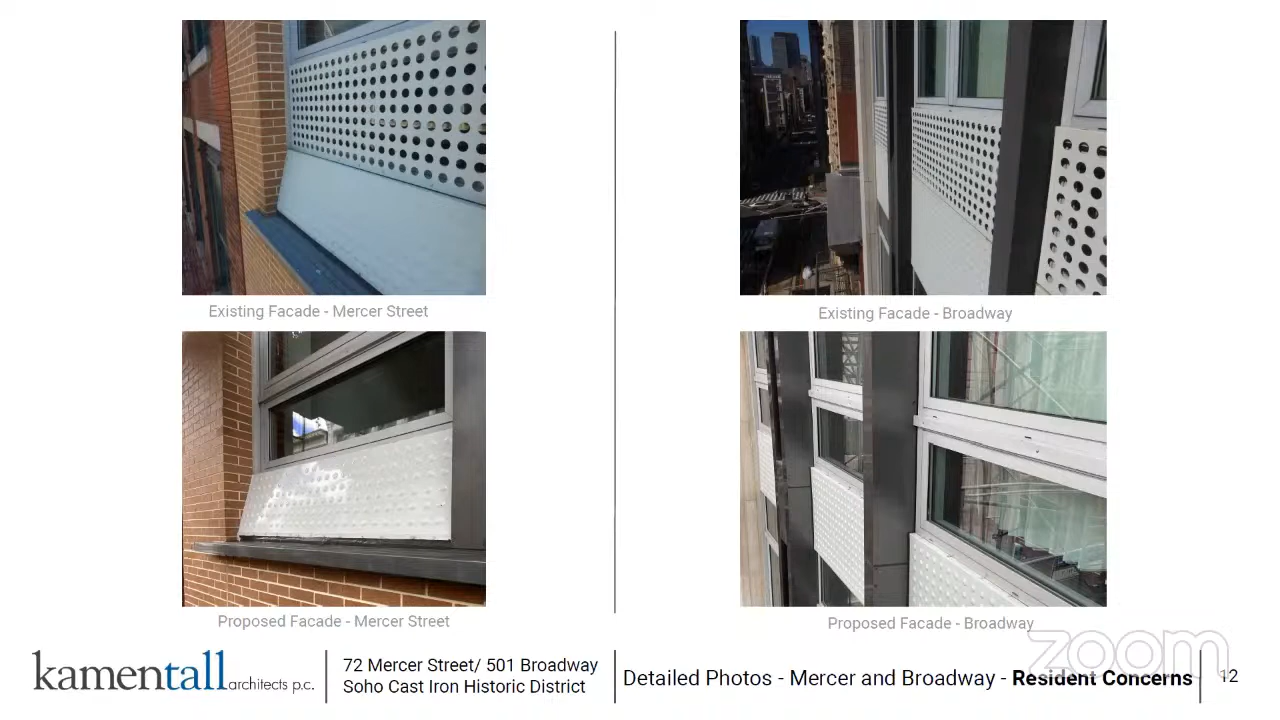 Existing Facade - Mercer Street
Existing Facade - Broadway
Proposed Facade - Mercer Street
Proposed Facade - Broadway
kamentall architects p.c.
72 Mercer Street/ 501 Broadway
Soho Cast Iron Historic District
Detailed Photos - Mercer and Broadway - Resident Concerns
12
zoom